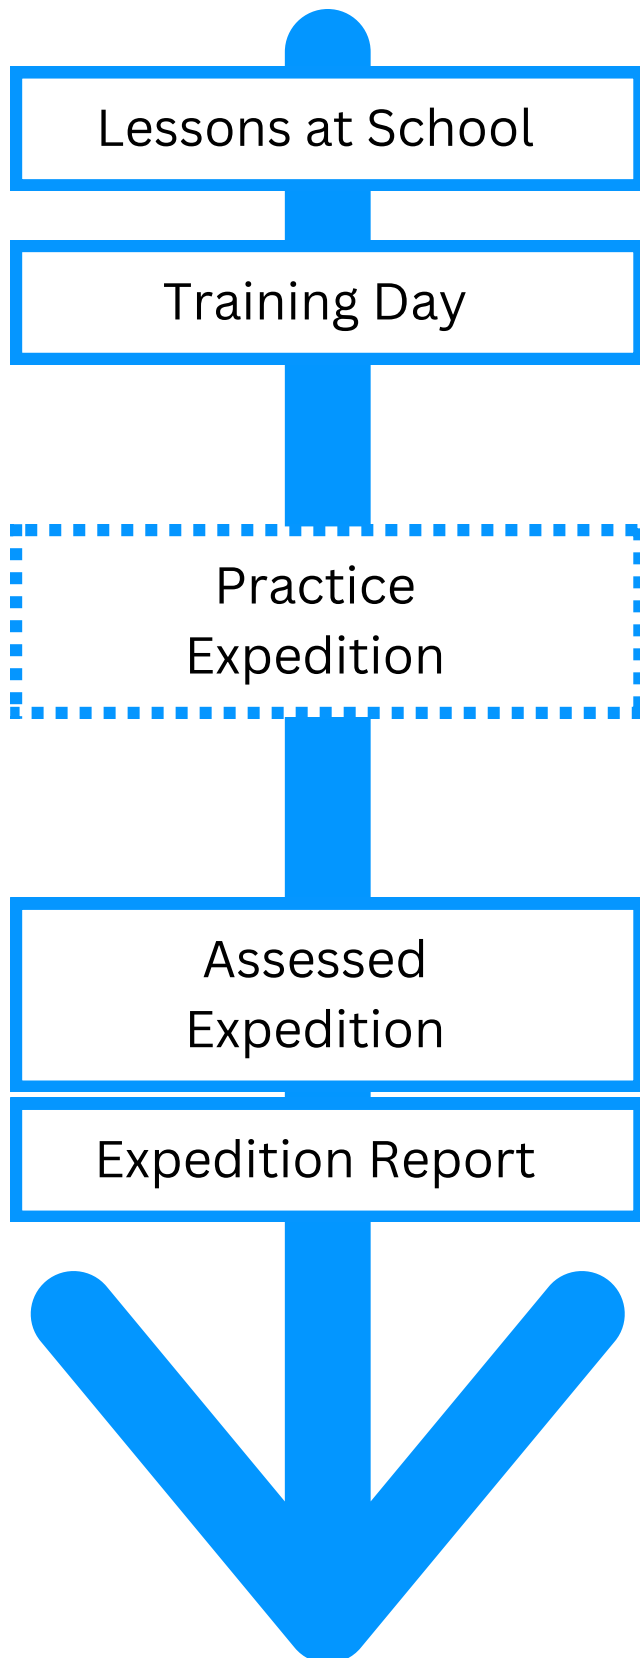 Lessons at School
Training Day
Practice
Expedition
Assessed
Expedition
Expedition Report